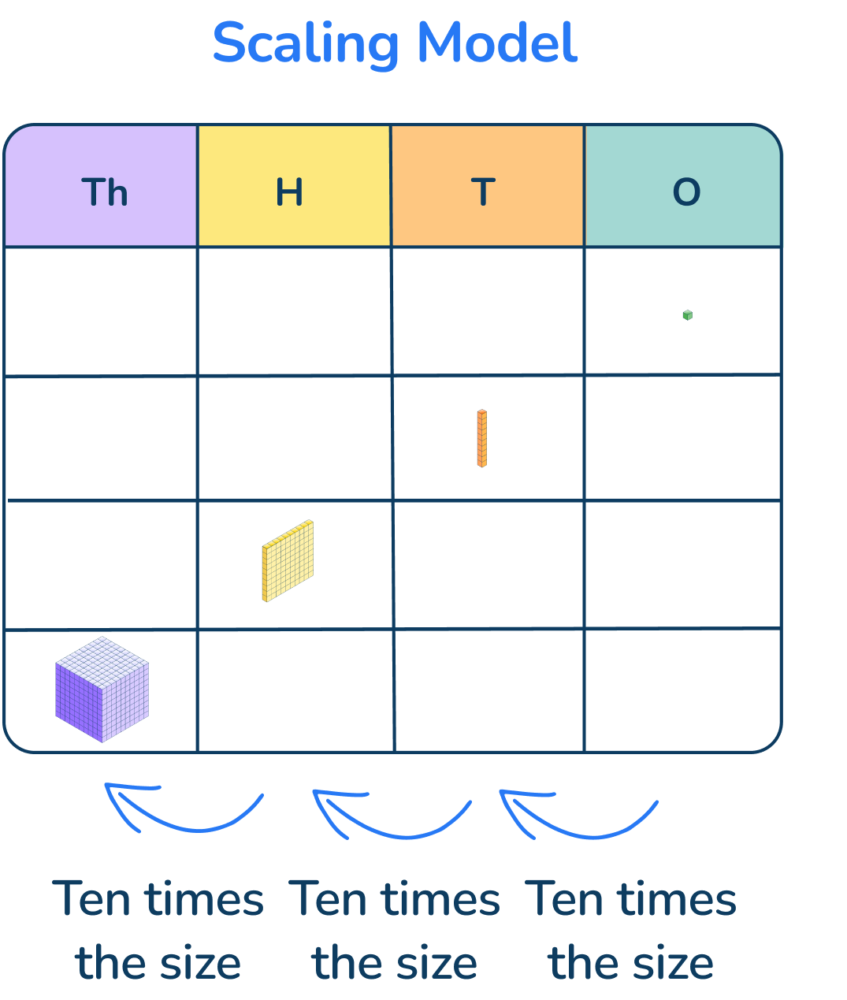 Scaling Model
Th H T O
Ten times Ten times Ten times
the size the size the size